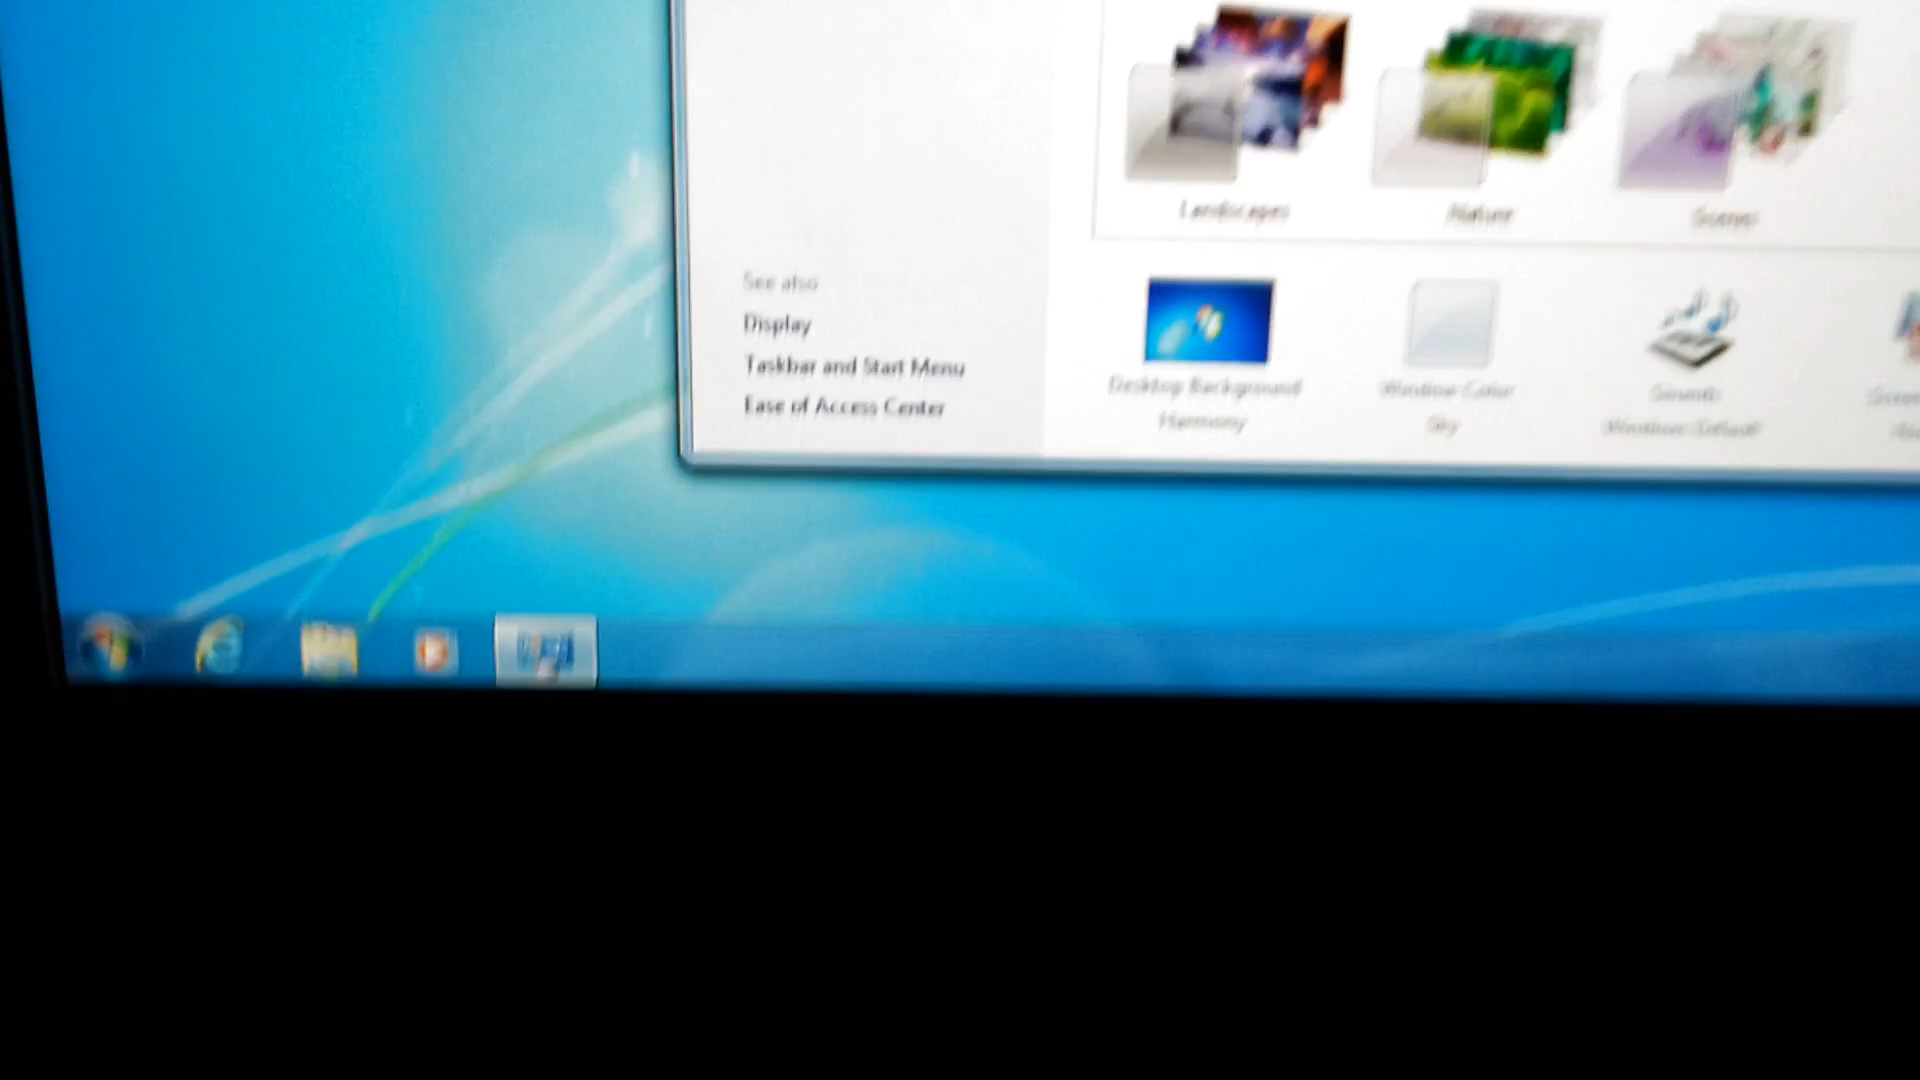 Landscapes
Nature
Scenes
See also
Display
Taskbar and Start Menu
Ease of Access Center
Desktop Background
Harmony
Window Color
Sky
Sounds
Windows Default